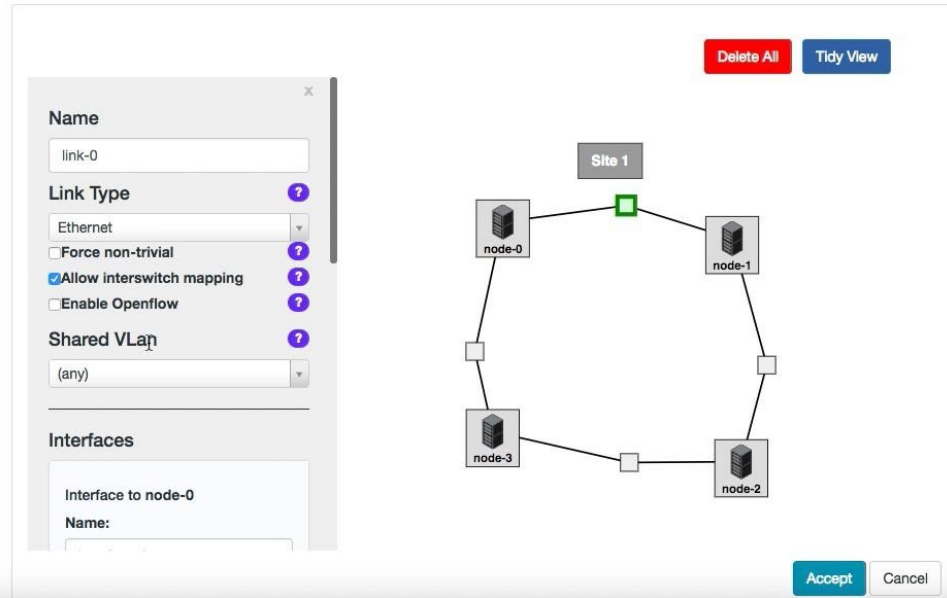 Delete All
Tidy View
x
Name
link-0
Link Type
?
Ethernet
Force non-trivial
?
Allow interswitch mapping
?
Enable Openflow
?
Shared VLan
?
(any)
Interfaces
Interface to node-0
Name:
Site 1
node-0
node-1
node-3
node-2
Accept
Cancel